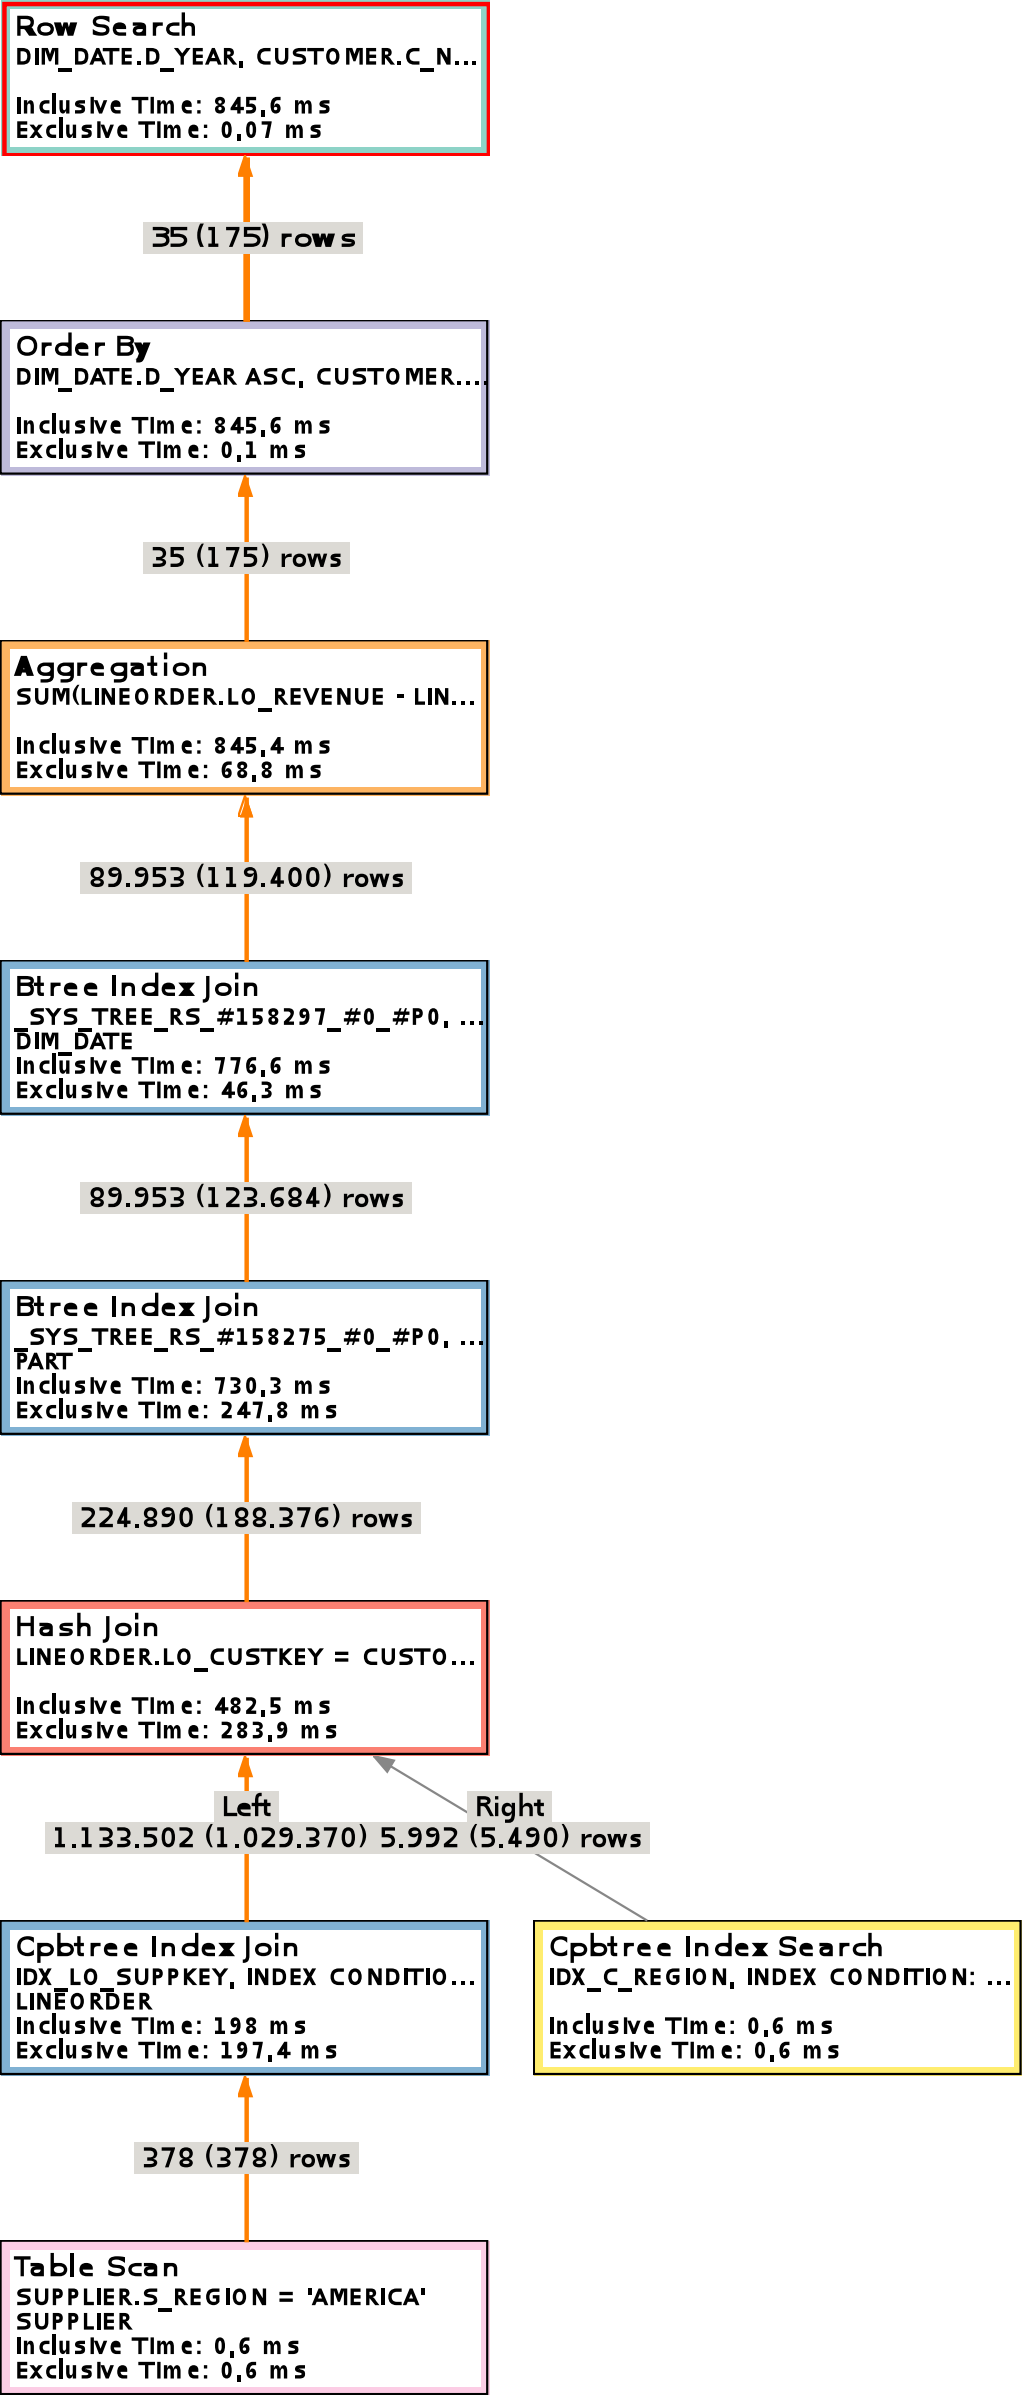 Row Search
DIM_DATE.D_YEAR, CUSTOMER.C_N...
Inclusive Time: 845,6 ms
Exclusive Time: 0,07 ms
35 (175) rows
Order By
DIM_DATE.D_YEAR ASC, CUSTOMER....
Inclusive Time: 845,6 ms
Exclusive Time: 0,1 ms
35 (175) rows
Aggregation
SUM(LINEORDER.LO_REVENUE - LIN...
Inclusive Time: 845,4 ms
Exclusive Time: 68,8 ms
89.953 (119.400) rows
Btree Index Join
_SYS_TREE_RS_#158297_#0_#P0, ...
DIM_DATE
Inclusive Time: 776,6 ms
Exclusive Time: 46,3 ms
89.953 (123.684) rows
Btree Index Join
_SYS_TREE_RS_#158275_#0_#P0, ...
PART
Inclusive Time: 730,3 ms
Exclusive Time: 247,8 ms
224.890 (188.376) rows
Hash Join
LINEORDER.LO_CUSTKEY = CUSTO...
Inclusive Time: 482,5 ms
Exclusive Time: 283,9 ms
Left Right
1.133.502 (1.029.370) 5.992 (5.490) rows
Cpbtree Index Join
IDX_LO_SUPPKEY, INDEX CONDITIO...
LINEORDER
Inclusive Time: 198 ms
Exclusive Time: 197,4 ms
Cpbtree Index Search
IDX_C_REGION, INDEX CONDITION: ...
Inclusive Time: 0,6 ms
Exclusive Time: 0,6 ms
378 (378) rows
Table Scan
SUPPLIER.S_REGION = 'AMERICA'
SUPPLIER
Inclusive Time: 0,6 ms
Exclusive Time: 0,6 ms